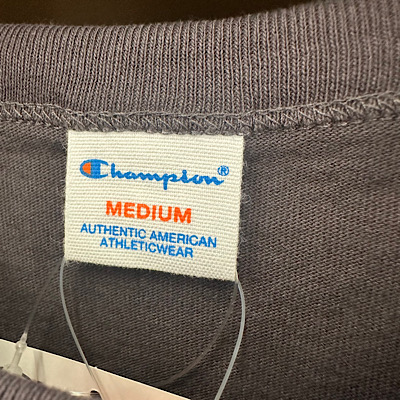 Champion®
MEDIUM
AUTHENTIC AMERICAN
ATHLETICWEAR